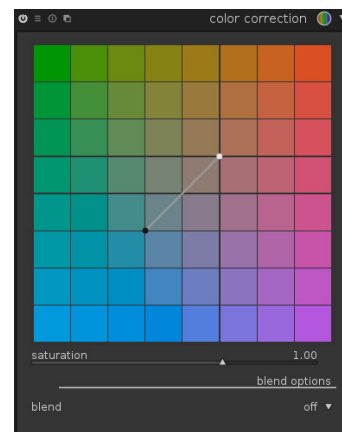 color correction
saturation 1.00
blend options
blend off